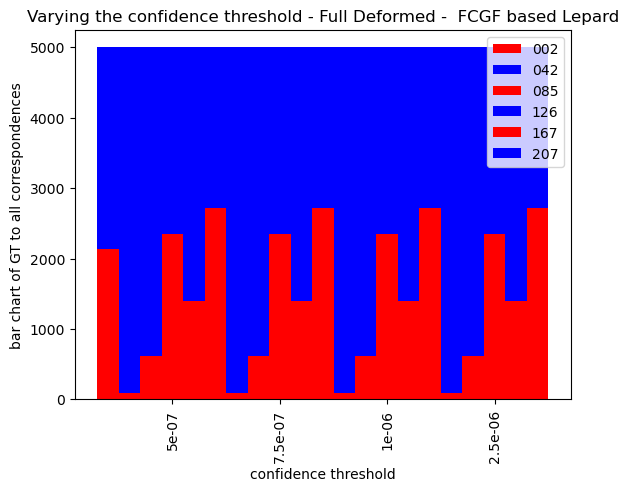 Varying the confidence threshold - Full Deformed -  FCGF based Lepard
5000
4000
3000
2000
1000
0
bar chart of GT to all correspondences
002
042
085
126
167
207
5e-07
7.5e-07
1e-06
2.5e-06
confidence threshold